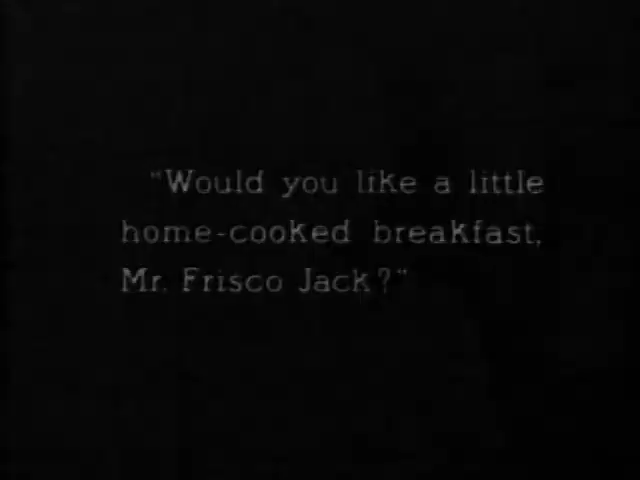 "Would you like a little
home-cooked breakfast,
Mr. Frisco Jack?"